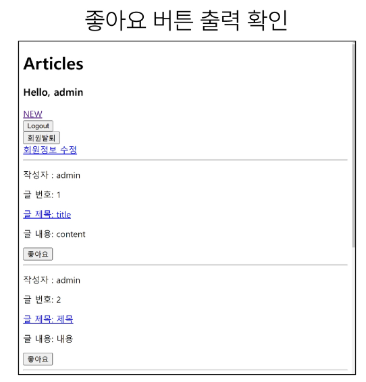 좋아요 버튼 출력 확인
Articles
Hello, admin
NEW
Logout
회원탈퇴
회원정보 수정
작성자 : admin
글 번호: 1
글 제목: title
글 내용: content
좋아요
작성자 : admin
글 번호: 2
글 제목: 제목
글 내용: 내용
좋아요